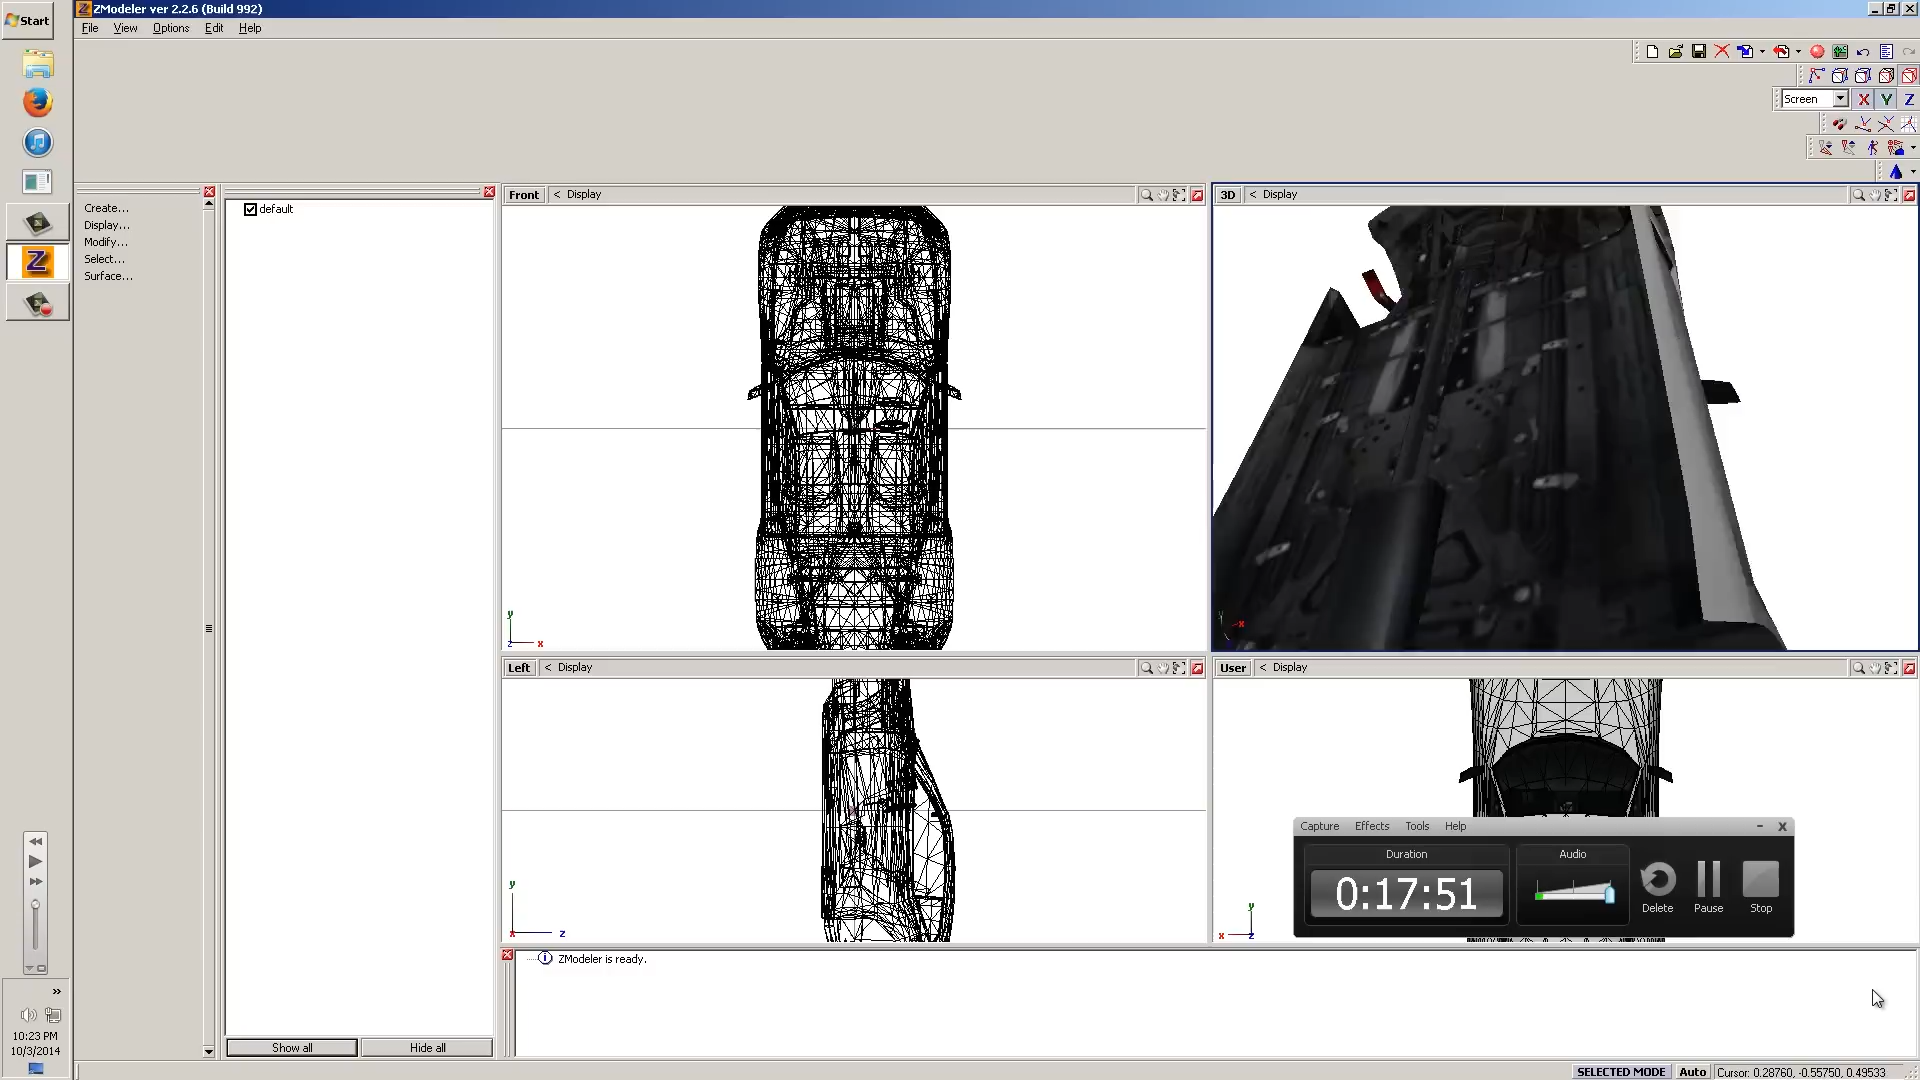 Start
ZModeler ver 2.2.6 (Build 992)
File View Options Edit Help
Screen X Y Z
Create...
Display...
Modify...
Select...
Surface...
default
Front < Display
3D < Display
y
z x
Y
x
Left < Display
User < Display
y
x z
y
x z
Capture Effects Tools Help
Duration
Audio
0:17:51
Delete Pause Stop
ZModeler is ready.
Show all Hide all
10:23 PM
10/3/2014
SELECTED MODE Auto Cursor: 0.28760, -0.55750, 0.49533